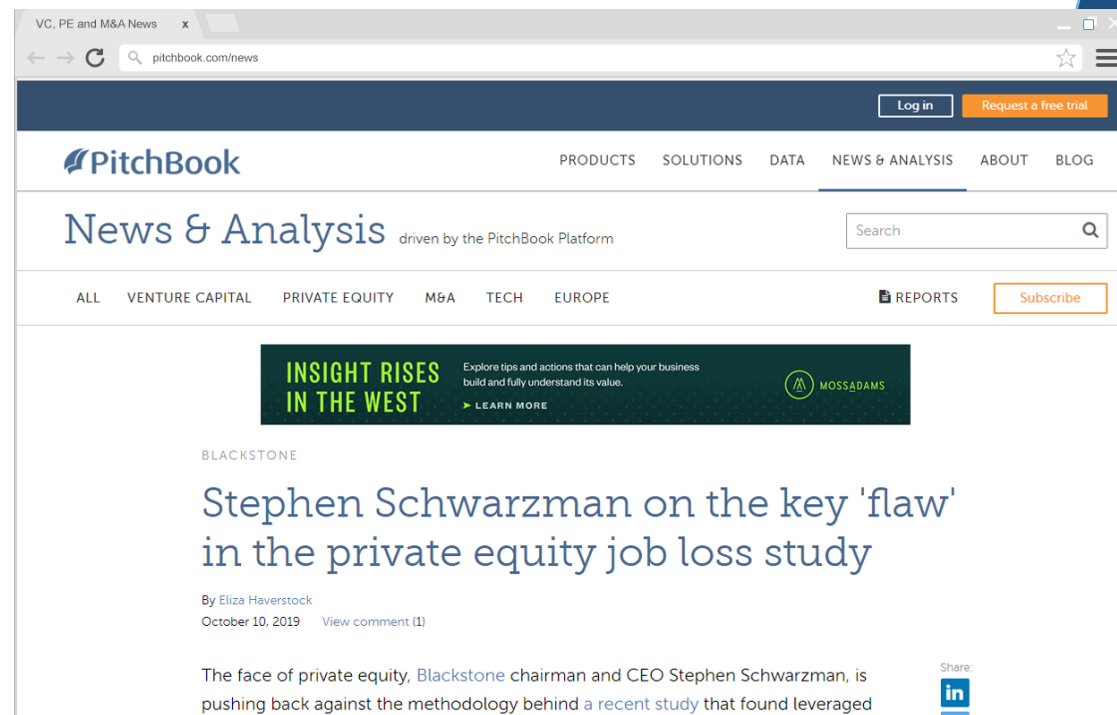 VC, PE and M&A News x
pitchbook.com/news
Log in Request a free trial
PitchBook PRODUCTS SOLUTIONS DATA NEWS & ANALYSIS ABOUT BLOG
News & Analysis driven by the PitchBook Platform Search
ALL VENTURE CAPITAL PRIVATE EQUITY M&A TECH EUROPE REPORTS Subscribe
INSIGHT RISES
IN THE WEST
Explore tips and actions that can help your business
build and fully understand its value.
➤ LEARN MORE
MOSSADAMS
BLACKSTONE
Stephen Schwarzman on the key 'flaw'
in the private equity job loss study
By Eliza Haverstock
October 10, 2019 View comment (1)
The face of private equity, Blackstone chairman and CEO Stephen Schwarzman, is
pushing back against the methodology behind a recent study that found leveraged
Share:
in